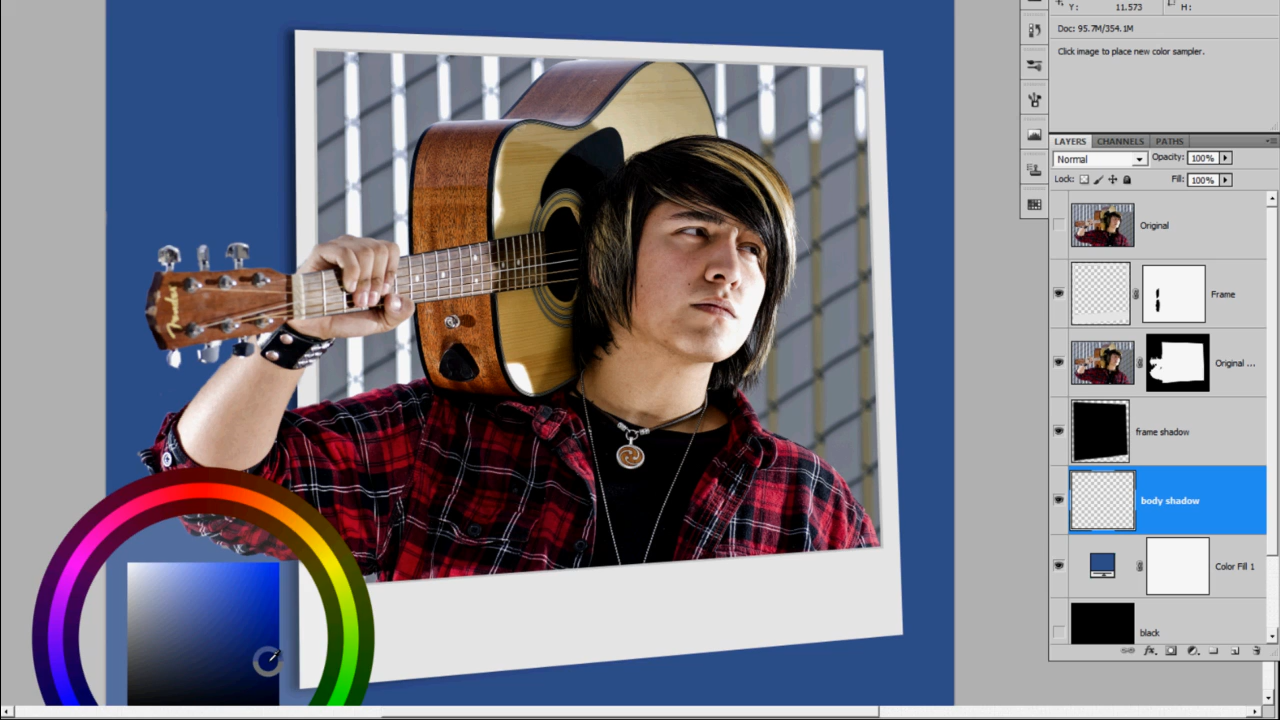 Y: 11.573 H:
Doc: 95.7M/354.1M
Click image to place new color sampler.
LAYERS CHANNELS PATHS
Normal Opacity: 100%
Lock: Fill: 100%
Original
Frame
Original ...
frame shadow
body shadow
Color Fill 1
black
Fender